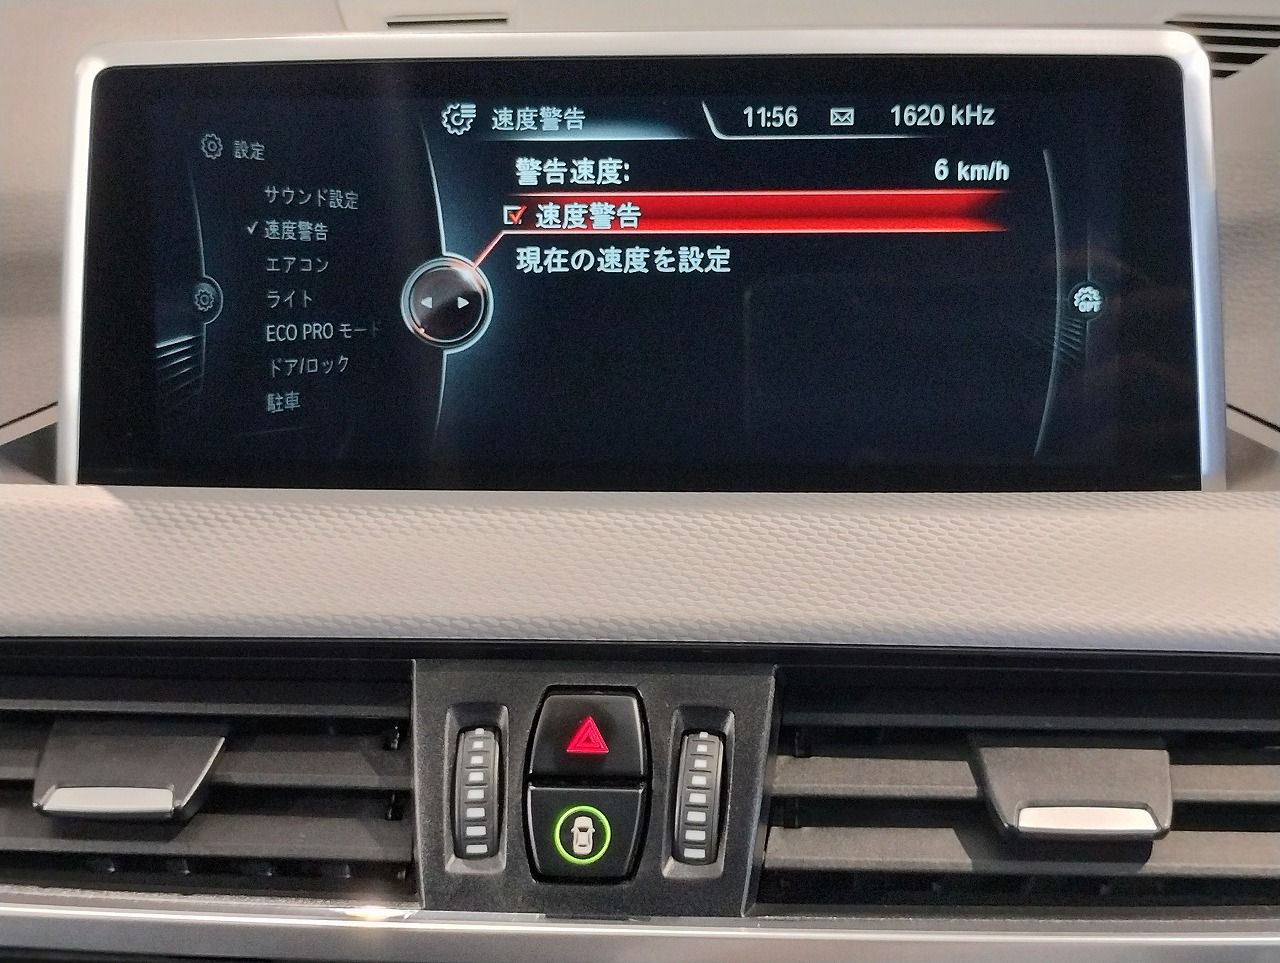 速度警告 11:56 1620 kHz
設定
サウンド設定
速度警告
エアコン
ライト
ECO PRO モード
ドア/ロック
駐車
警告速度: 6 km/h
速度警告
現在の速度を設定
OPT